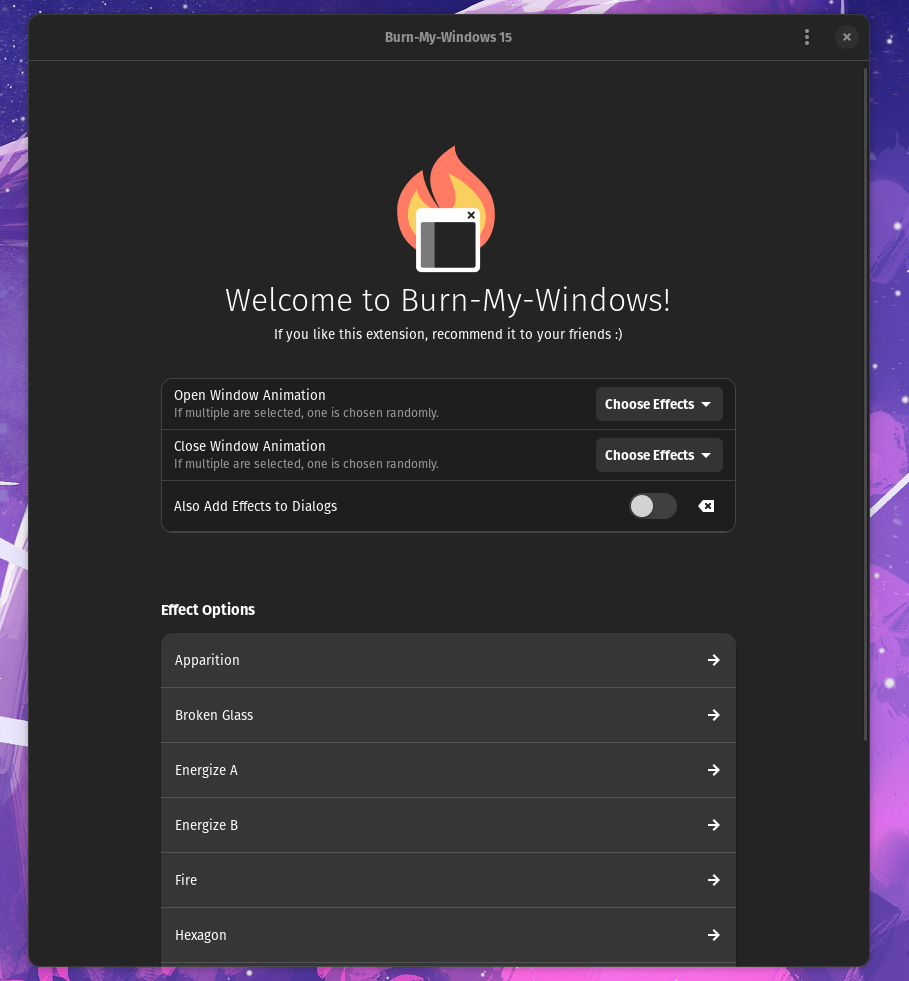 Burn-My-Windows 15
Welcome to Burn-My-Windows!
If you like this extension, recommend it to your friends :)
Open Window Animation
If multiple are selected, one is chosen randomly.
Choose Effects
Close Window Animation
If multiple are selected, one is chosen randomly.
Choose Effects
Also Add Effects to Dialogs
Effect Options
Apparition
Broken Glass
Energize A
Energize B
Fire
Hexagon